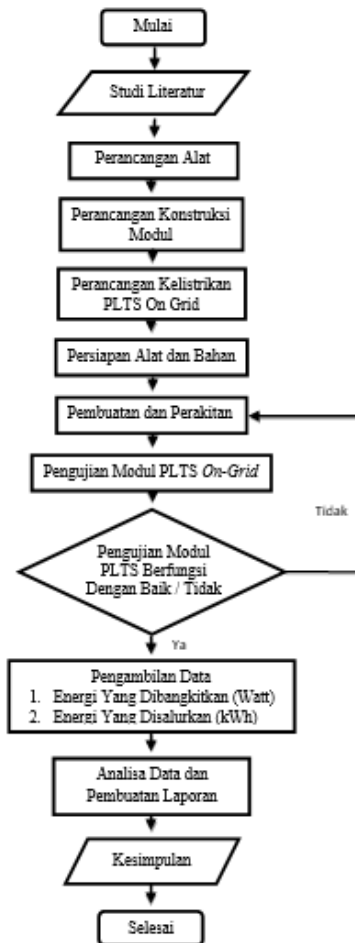 Mulai
Studi Literatur
Perancangan Alat
Perancangan Konstruksi
Modul
Perancangan Kelistrikan
PLTS On Grid
Persiapan Alat dan Bahan
Pembuatan dan Perakitan
Pengujian Modul PLTS On-Grid
Tidak
Pengujian Modul
PLTS Berfungsi
Dengan Baik / Tidak
Ya
Pengambilan Data
1. Energi Yang Dibangkitkan (Watt)
2. Energi Yang Disalurkan (kWh)
Analisa Data dan
Pembuatan Laporan
Kesimpulan
Selesai